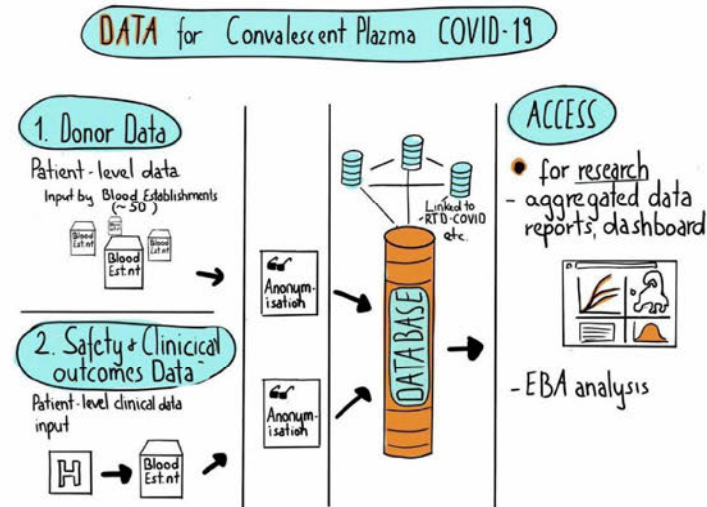 DATA for Convalescent Plasma COVID-19
1. Donor Data
Patient-level data
Input by Blood Establishments
(~50)
Blood
Est.nt
Blood
Est.nt
Blood
Est.nt
2. Safety & Clinicical
outcomes Data
Patient-level clinical data
input
H
Blood
Est.nt
Anonym-
isation
Anonym-
isation
Linked to
-RTD-COVID
etc.
DATABASE
ACCESS
for research
- aggregated data
reports, dashboard
- EBA analysis